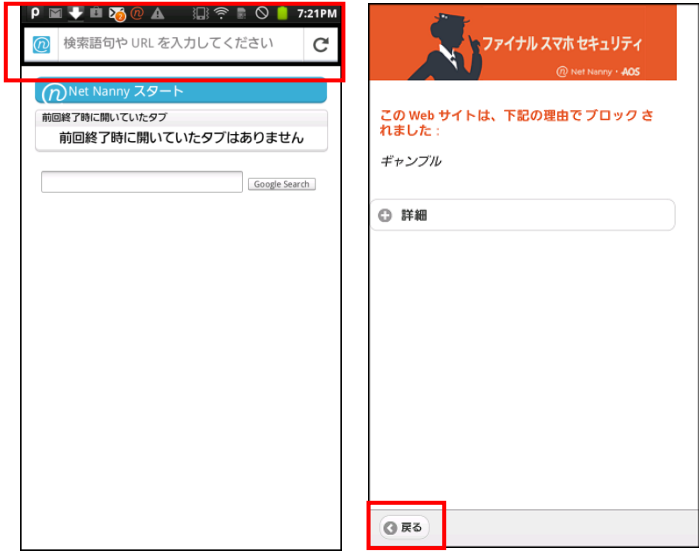 7:21PM
検索語句や URL を入力してください
Net Nanny スタート
前回終了時に開いていたタブ
前回終了時に開いていたタブはありません
Google Search
ファイナル スマホ セキュリティ
Net Nanny・AOS
この Web サイトは、下記の理由で ブロック さ
れました :
ギャンブル
詳細
戻る